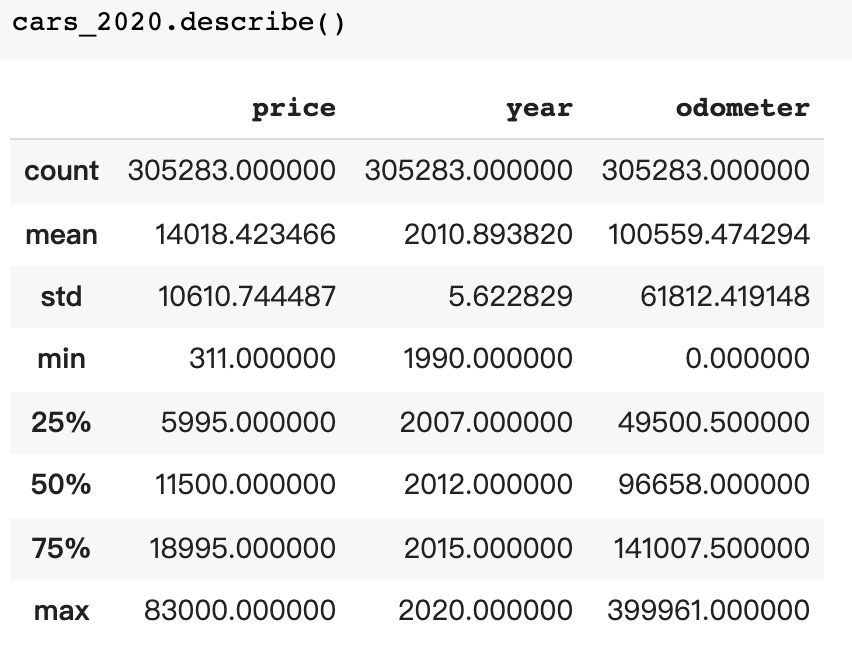 cars_2020.describe()
price year odometer
count 305283.000000 305283.000000 305283.000000
mean 14018.423466 2010.893820 100559.474294
std 10610.744487 5.622829 61812.419148
min 311.000000 1990.000000 0.000000
25% 5995.000000 2007.000000 49500.500000
50% 11500.000000 2012.000000 96658.000000
75% 18995.000000 2015.000000 141007.500000
max 83000.000000 2020.000000 399961.000000